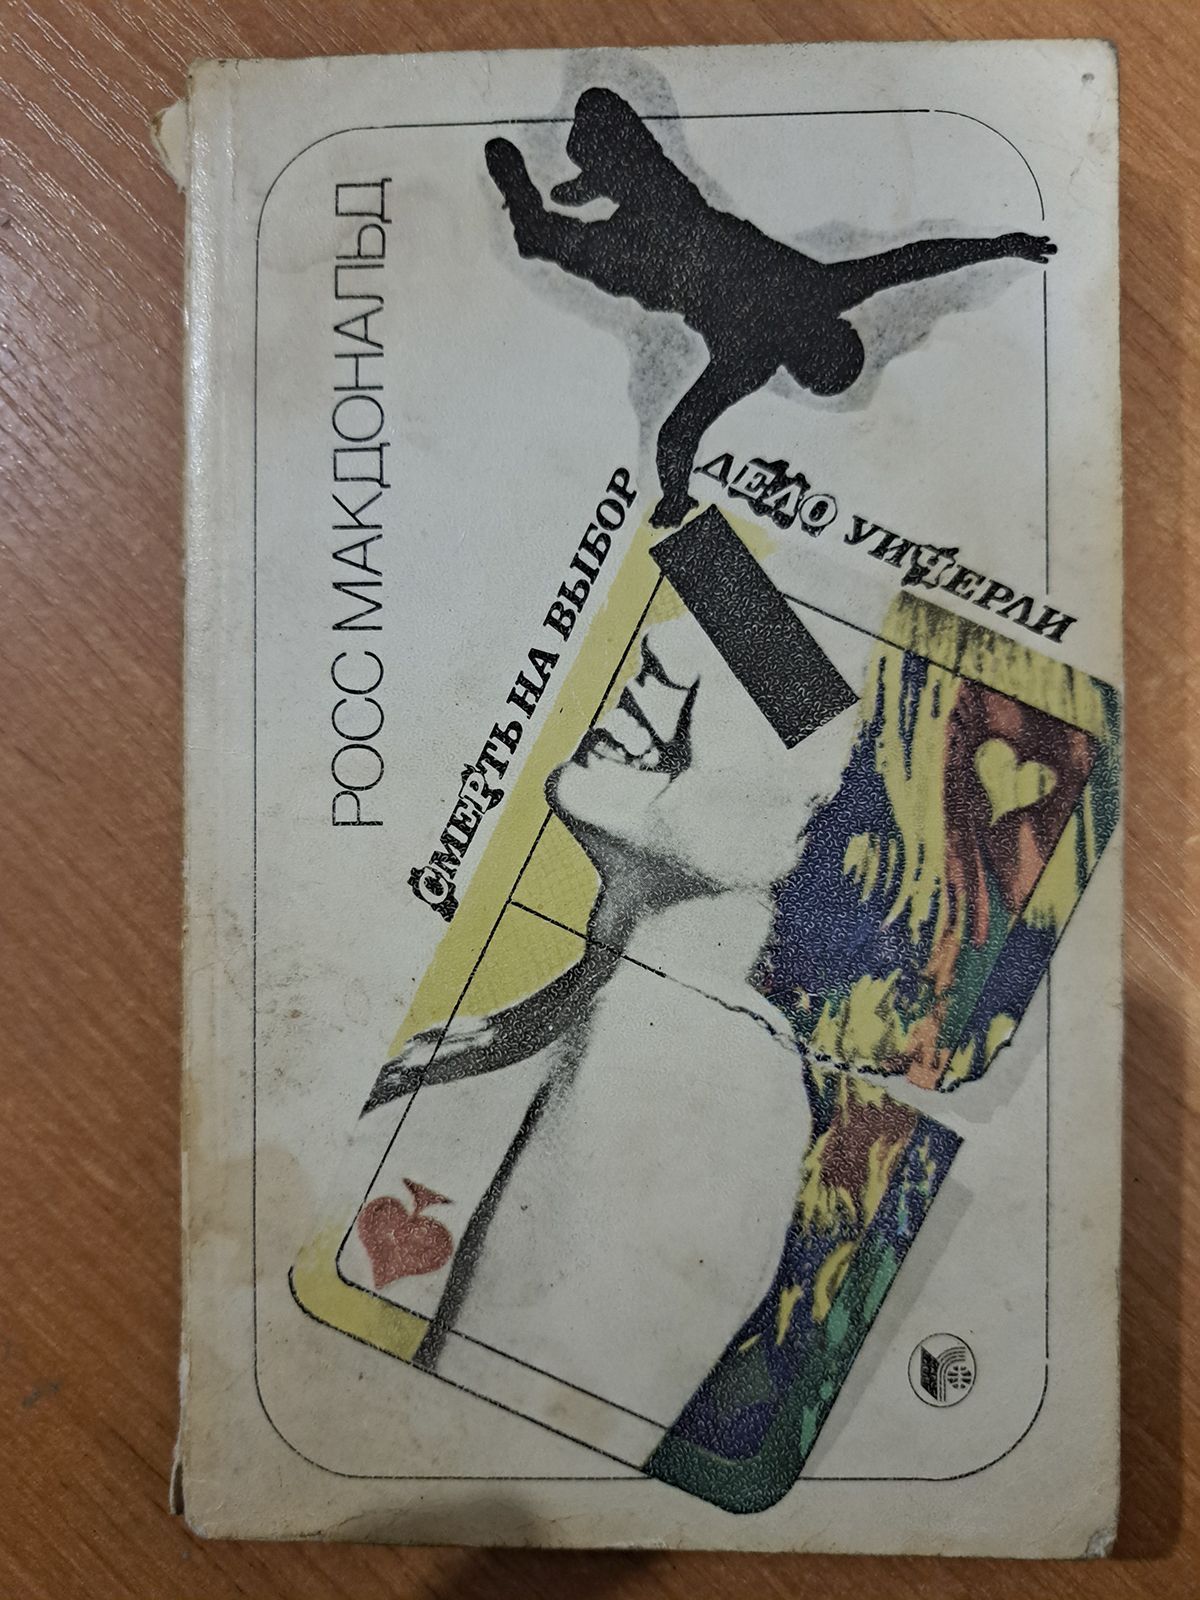 РОСС МАКДОНАЛЬД
СМЕРТЬ НА ВЫБОР
ДЕЛО УИЧЕРЛИ